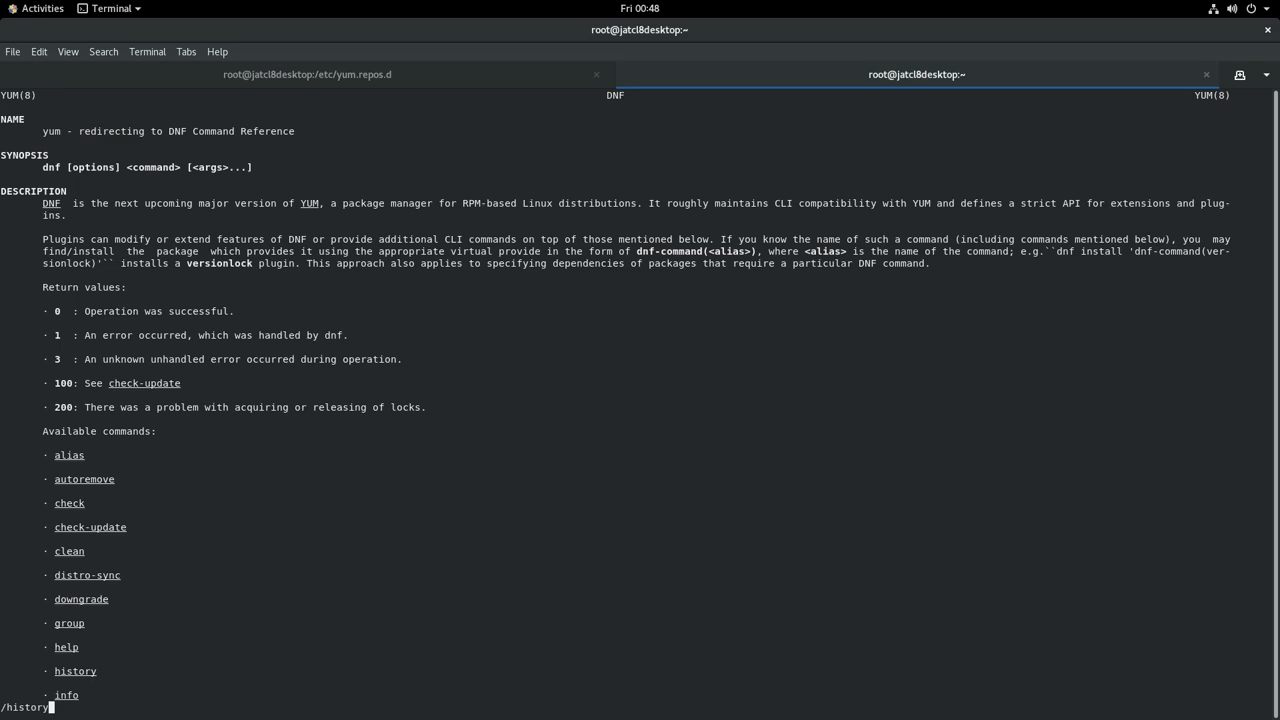 Activities Terminal Fri 00:48
root@jatcl8desktop:~
File Edit View Search Terminal Tabs Help
root@jatcl8desktop:/etc/yum.repos.d root@jatcl8desktop:~
YUM(8) DNF YUM(8)
NAME
yum - redirecting to DNF Command Reference
SYNOPSIS
dnf [options] <command> [<args>...]
DESCRIPTION
DNF is the next upcoming major version of YUM, a package manager for RPM-based Linux distributions. It roughly maintains CLI compatibility with YUM and defines a strict API for extensions and plug-
ins.
Plugins can modify or extend features of DNF or provide additional CLI commands on top of those mentioned below. If you know the name of such a command (including commands mentioned below), you may
find/install the package which provides it using the appropriate virtual provide in the form of dnf-command(<alias>), where <alias> is the name of the command; e.g.``dnf install 'dnf-command(ver-
sionlock)'`` installs a versionlock plugin. This approach also applies to specifying dependencies of packages that require a particular DNF command.
Return values:
· 0 : Operation was successful.
· 1 : An error occurred, which was handled by dnf.
· 3 : An unknown unhandled error occurred during operation.
· 100: See check-update
· 200: There was a problem with acquiring or releasing of locks.
Available commands:
· alias
· autoremove
· check
· check-update
· clean
· distro-sync
· downgrade
· group
· help
· history
· info
/history